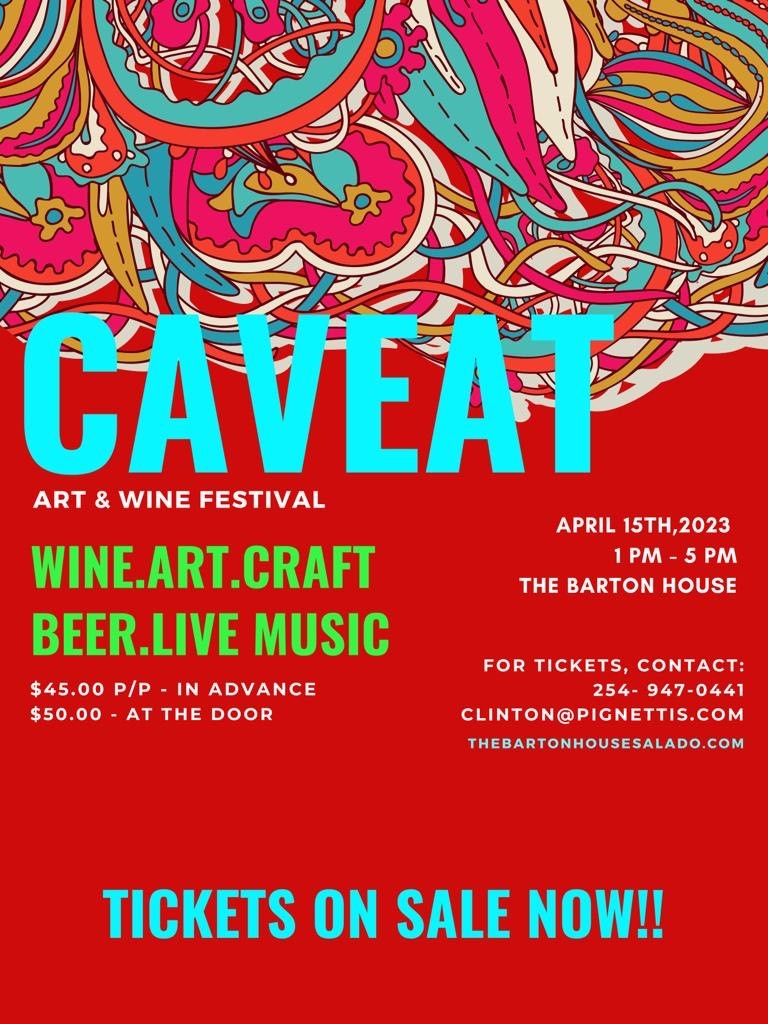 CAVEAT
ART & WINE FESTIVAL
WINE.ART.CRAFT
BEER.LIVE MUSIC
$45.00 P/P - IN ADVANCE
$50.00 - AT THE DOOR
APRIL 15TH,2023
1 PM - 5 PM
THE BARTON HOUSE
FOR TICKETS, CONTACT:
254- 947-0441
CLINTON@PIGNETTIS.COM
THEBARTONHOUSESALADO.COM
TICKETS ON SALE NOW!!